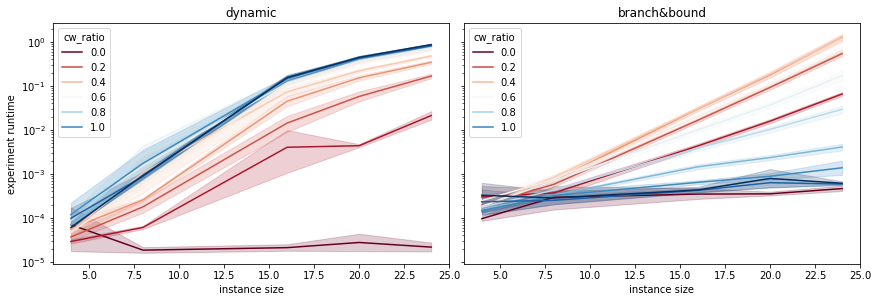 dynamic
experiment runtime
10⁰
10⁻¹
10⁻²
10⁻³
10⁻⁴
10⁻⁵
cw_ratio
0.0
0.2
0.4
0.6
0.8
1.0
5.0 7.5 10.0 12.5 15.0 17.5 20.0 22.5 25.0
instance size
branch&bound
cw_ratio
0.0
0.2
0.4
0.6
0.8
1.0
5.0 7.5 10.0 12.5 15.0 17.5 20.0 22.5 25.0
instance size